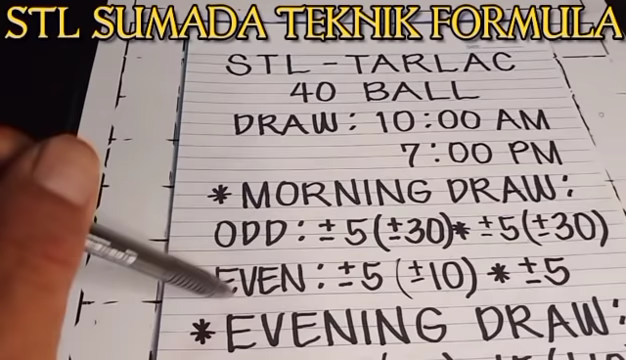 STL SUMADA TEKNIK FORMULA
STL-TARLAC
40 BALL
DRAW: 10:00 AM
7:00 PM
*MORNING DRAW:
ODD: ±5(±30)* ±5(±30)
EVEN: ±5 (±10) * ±5
*EVENING DRAW: